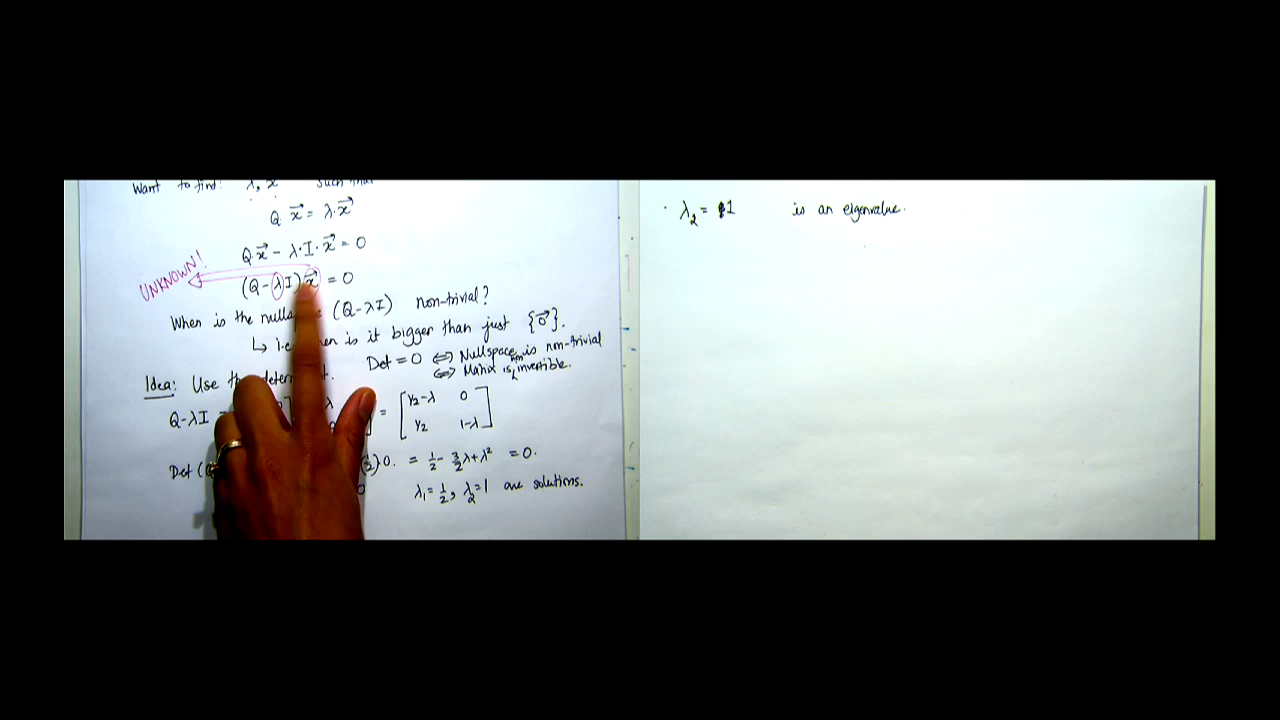 Want to find: λ, x⃗ such that
Q x⃗ = λ·x⃗
Q·x⃗ - λ·I·x⃗ = 0
UNKNOWN!
(Q-λI) x⃗ = 0
When is the (Q-λI) non-trivial?
↳ i.e. is it bigger than just {0⃗}.
Det = 0 ⟺ Nullspace is non-trivial
⟺ Matrix is non invertible.
Idea: Use the
Q-λI = [1/2-λ 0
1/2 1-λ]
Det ( 0. = 1/2 - 3/2 λ + λ² = 0.
0 λ₁ = 1/2, λ₂ = 1 are solutions.
· λ₂ = 1 is an eigenvalue.